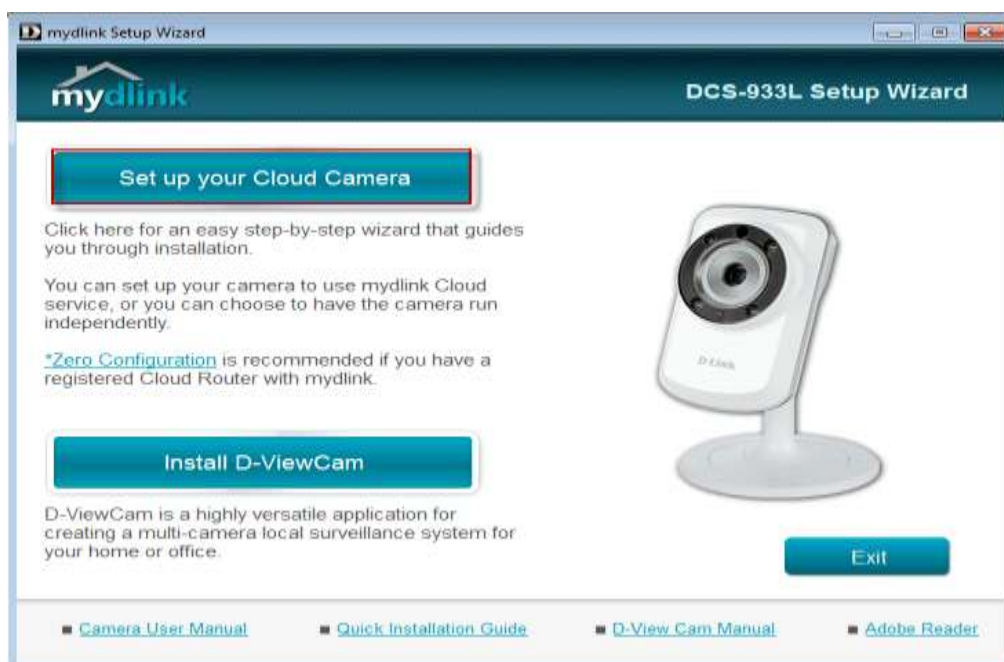 mydlink Setup Wizard
mydlink
DCS-933L Setup Wizard
Set up your Cloud Camera
Click here for an easy step-by-step wizard that guides
you through installation.
You can set up your camera to use mydlink Cloud
service, or you can choose to have the camera run
independently.
*Zero Configuration is recommended if you have a
registered Cloud Router with mydlink.
D-Link
Install D-ViewCam
D-ViewCam is a highly versatile application for
creating a multi-camera local surveillance system for
your home or office.
Exit
Camera User Manual
Quick Installation Guide
D-View Cam Manual
Adobe Reader